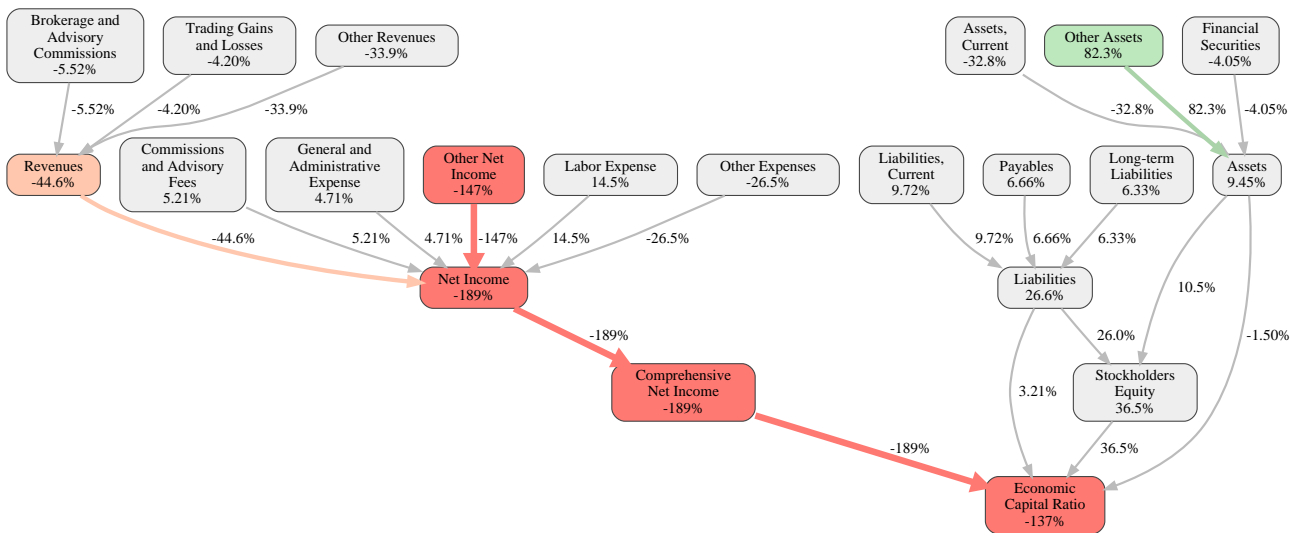 Brokerage and
Advisory
Commissions
-5.52%
Trading Gains
and Losses
-4.20%
Other Revenues
-33.9%
Assets,
Current
-32.8%
Other Assets
82.3%
Financial
Securities
-4.05%
-5.52%
-4.20%
-33.9%
-32.8%
82.3%
-4.05%
Revenues
-44.6%
Commissions
and Advisory
Fees
5.21%
General and
Administrative
Expense
4.71%
Other Net
Income
-147%
Labor Expense
14.5%
Other Expenses
-26.5%
Liabilities,
Current
9.72%
Payables
6.66%
Long-term
Liabilities
6.33%
Assets
9.45%
-44.6%
5.21%
4.71%
-147%
14.5%
-26.5%
9.72%
6.66%
6.33%
Net Income
-189%
Liabilities
26.6%
10.5%
-189%
26.0%
-1.50%
Comprehensive
Net Income
-189%
3.21%
Stockholders
Equity
36.5%
-189%
36.5%
Economic
Capital Ratio
-137%